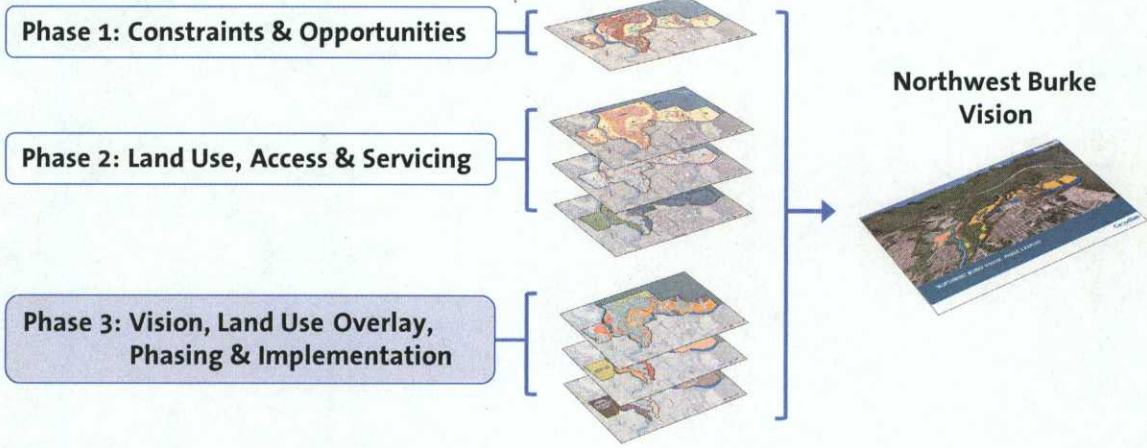 Phase 1: Constraints & Opportunities
Phase 2: Land Use, Access & Servicing
Phase 3: Vision, Land Use Overlay,
Phasing & Implementation
Northwest Burke
Vision